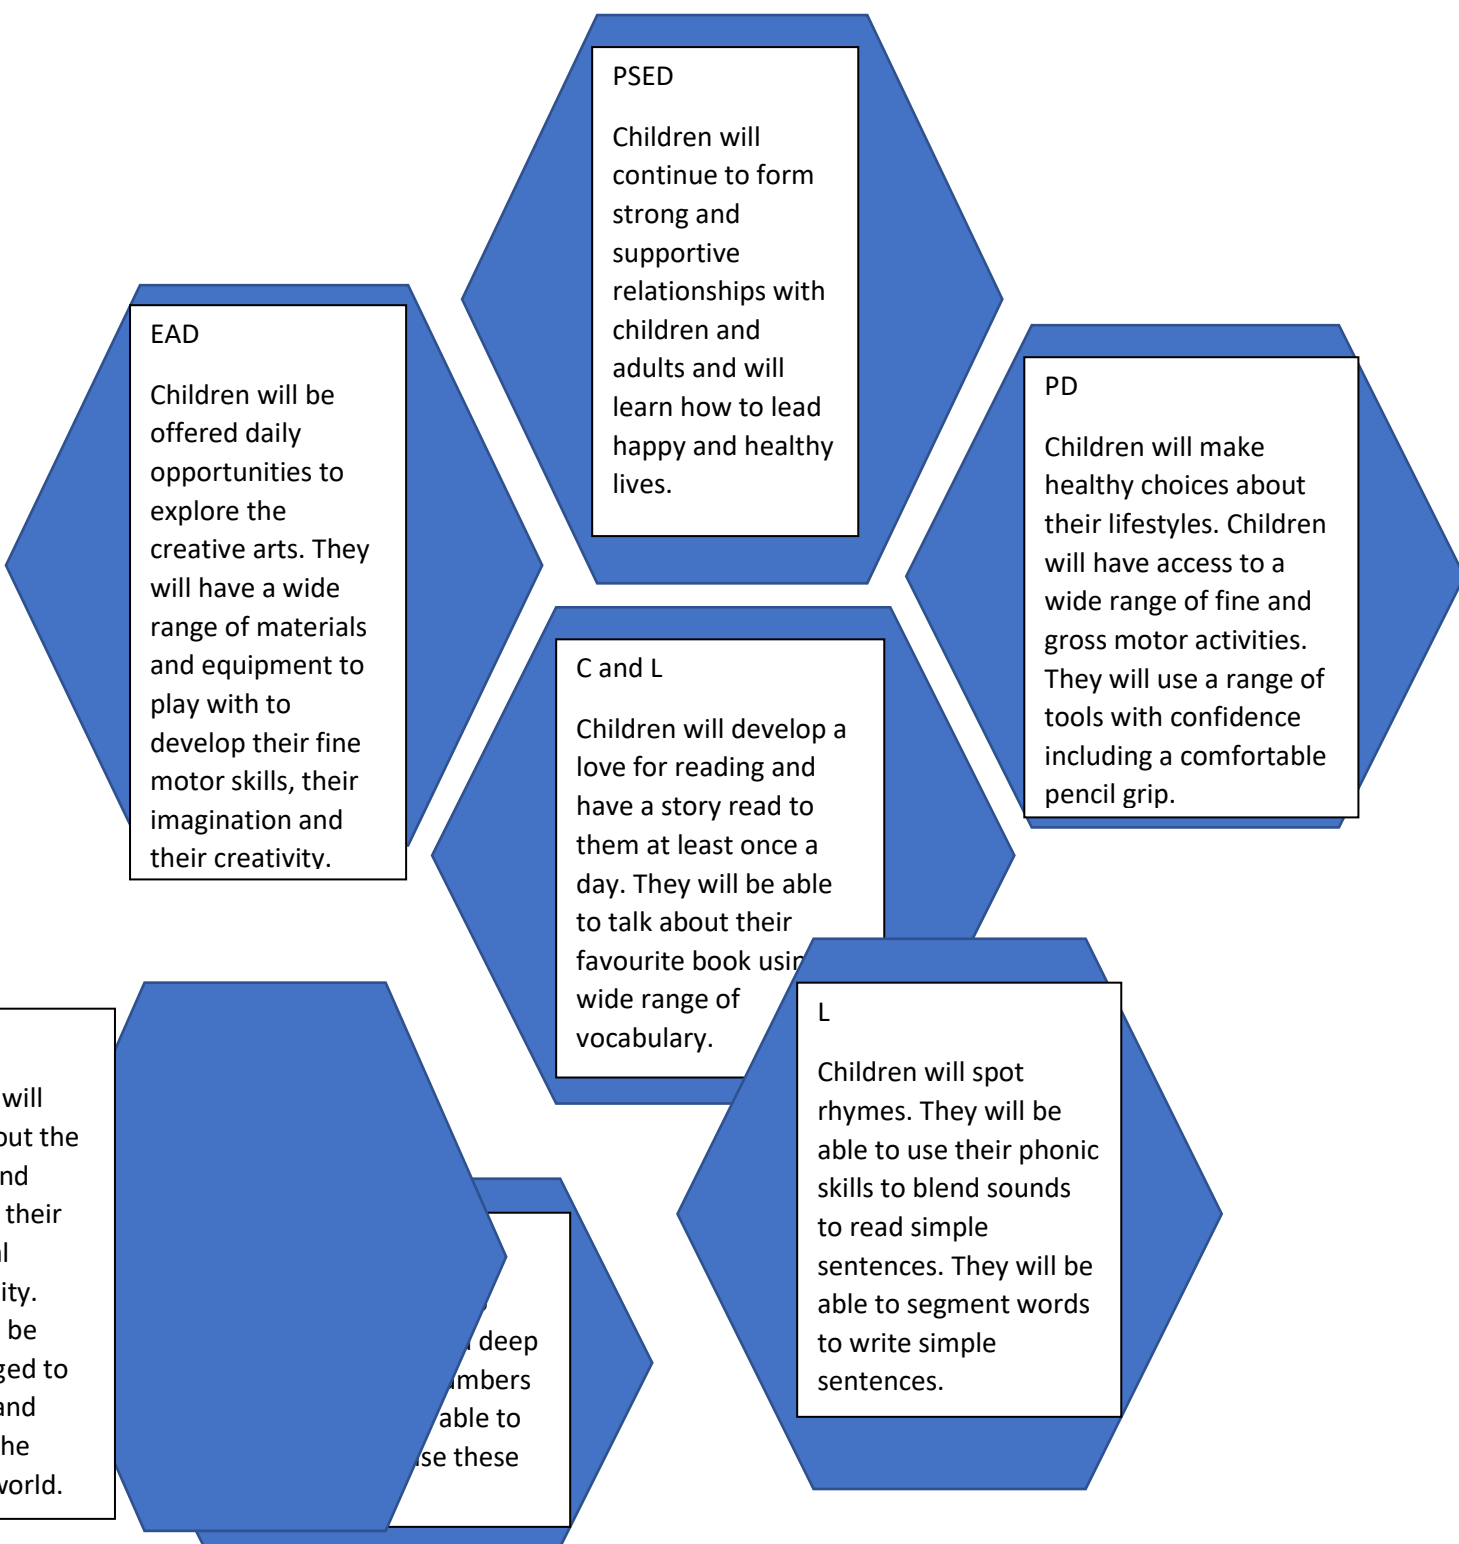 PSED
Children will
continue to form
strong and
supportive
relationships with
children and
adults and will
learn how to lead
happy and healthy
lives.
EAD
Children will be
offered daily
opportunities to
explore the
creative arts. They
will have a wide
range of materials
and equipment to
play with to
develop their fine
motor skills, their
imagination and
their creativity.
PD
Children will make
healthy choices about
their lifestyles. Children
will have access to a
wide range of fine and
gross motor activities.
They will use a range of
tools with confidence
including a comfortable
pencil grip.
C and L
Children will develop a
love for reading and
have a story read to
them at least once a
day. They will be able
to talk about their
favourite book
wide range of
vocabulary.
L
Children will spot
rhymes. They will be
able to use their phonic
skills to blend sounds
to read simple
sentences. They will be
able to segment words
to write simple
sentences.
will
the
their
be
to
world.
deep
able to
these